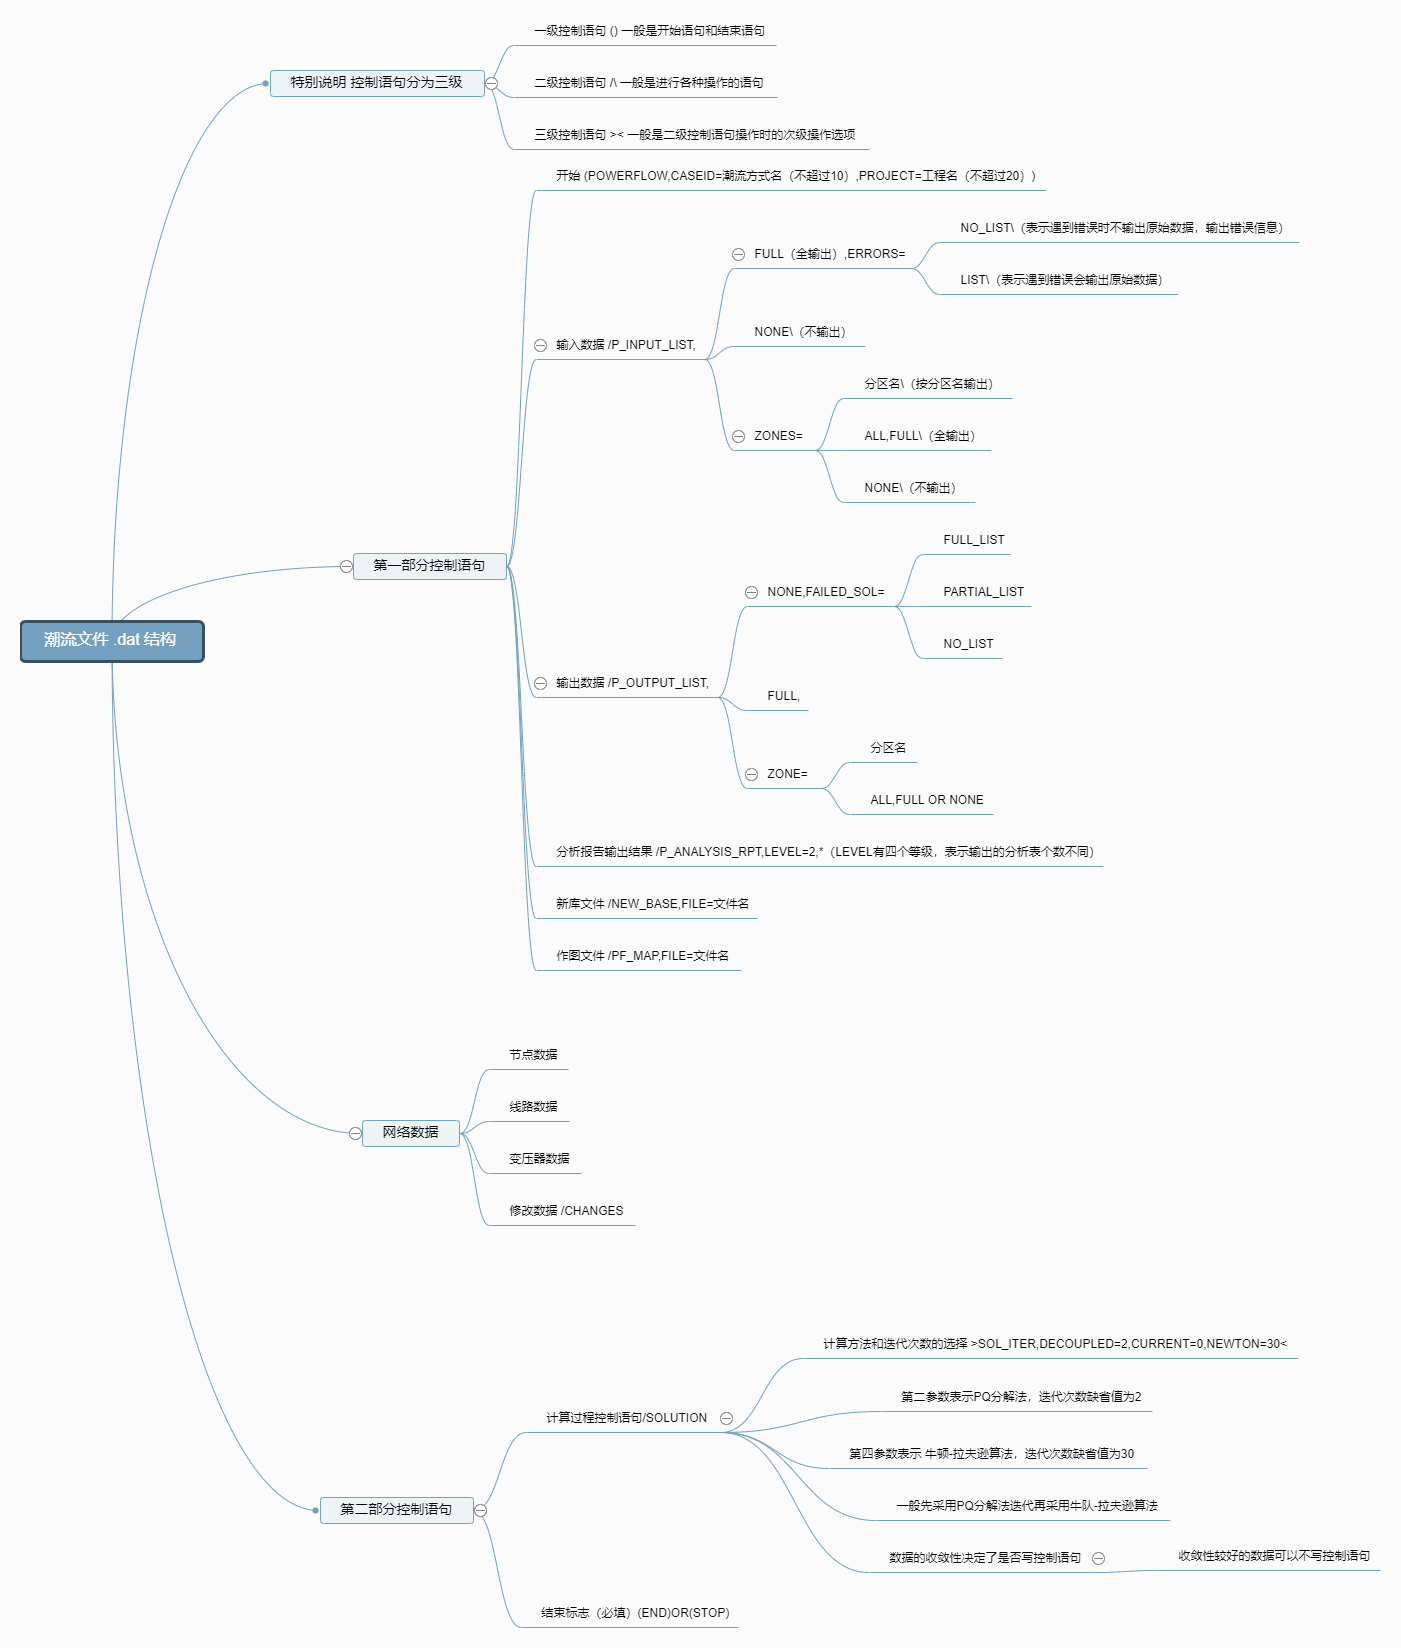 潮流文件 .dat 结构
特别说明 控制语句分为三级
一级控制语句 () 一般是开始语句和结束语句
二级控制语句 /\ 一般是进行各种操作的语句
三级控制语句 >< 一般是二级控制语句操作时的次级操作选项
第一部分控制语句
开始 (POWERFLOW,CASEID=潮流方式名（不超过10）,PROJECT=工程名（不超过20）)
输入数据 /P_INPUT_LIST,
FULL（全输出）,ERRORS=
NO_LIST\（表示遇到错误时不输出原始数据，输出错误信息）
LIST\（表示遇到错误会输出原始数据）
NONE\（不输出）
ZONES=
分区名\（按分区名输出）
ALL,FULL\（全输出）
NONE\（不输出）
输出数据 /P_OUTPUT_LIST,
NONE,FAILED_SOL=
FULL_LIST
PARTIAL_LIST
NO_LIST
FULL,
ZONE=
分区名
ALL,FULL OR NONE
分析报告输出结果 /P_ANALYSIS_RPT,LEVEL=2,*（LEVEL有四个等级，表示输出的分析表个数不同）
新库文件 /NEW_BASE,FILE=文件名
作图文件 /PF_MAP,FILE=文件名
网络数据
节点数据
线路数据
变压器数据
修改数据 /CHANGES
第二部分控制语句
计算过程控制语句/SOLUTION
计算方法和迭代次数的选择 >SOL_ITER,DECOUPLED=2,CURRENT=0,NEWTON=30<
第二参数表示PQ分解法，迭代次数缺省值为2
第四参数表示 牛顿-拉夫逊算法，迭代次数缺省值为30
一般先采用PQ分解法迭代再采用牛队-拉夫逊算法
数据的收敛性决定了是否写控制语句
收敛性较好的数据可以不写控制语句
结束标志（必填）(END)OR(STOP)